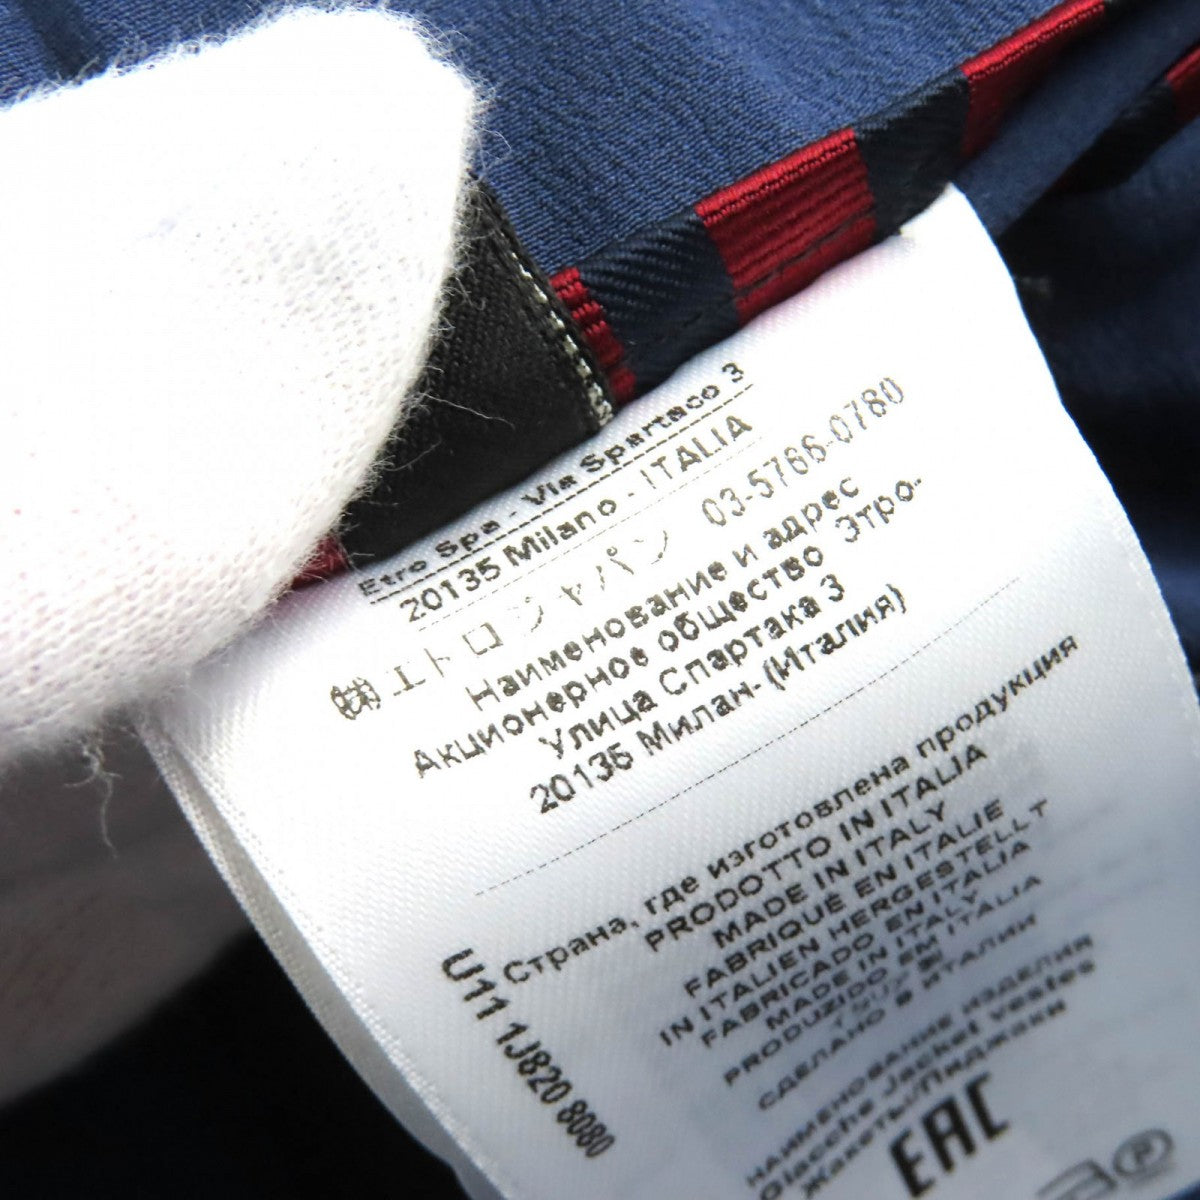 Etro Spa - Via Spartaco 3
20135 Milano - ITALIA
㈱エトロ ジャパン 03-5766-0780
Наименование и адрес
Акционерное общество Этро.
Улица Спартака 3
20135 Милан- (Италия)
Страна, где изготовлена продукция
PRODOTTO IN ITALIA
MADE IN ITALY
FABRIQUÉ EN ITALIE
IN ITALIEN HERGESTELLT
FABRICADO EN ITALIA
MADE IN ITALY
PRODUZIDO EM ITALIA
СДЕЛАНО в ИТАЛИИ
НАИМЕНОВАНИЕ ИЗДЕЛИЯ
Giacche Jacket Vestes
Жакеты/Пиджаки
EAC
P
U11 1J820 8080